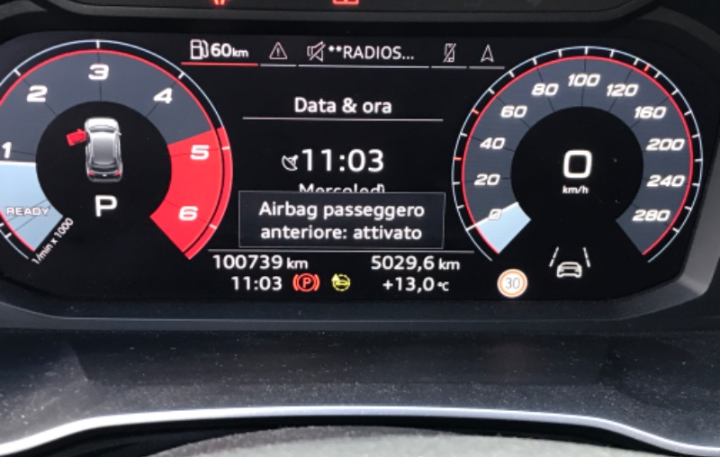 60km **RADIOS...
Data & ora
11:03
Mercoledì
Airbag passeggero
anteriore: attivato
100739 km 5029,6 km
11:03 P +13,0 °C
1 2 3 4 5 6
READY
1/min x 1000
P
0 20 40 60 80 100 120 160 200 240 280
0
km/h
30